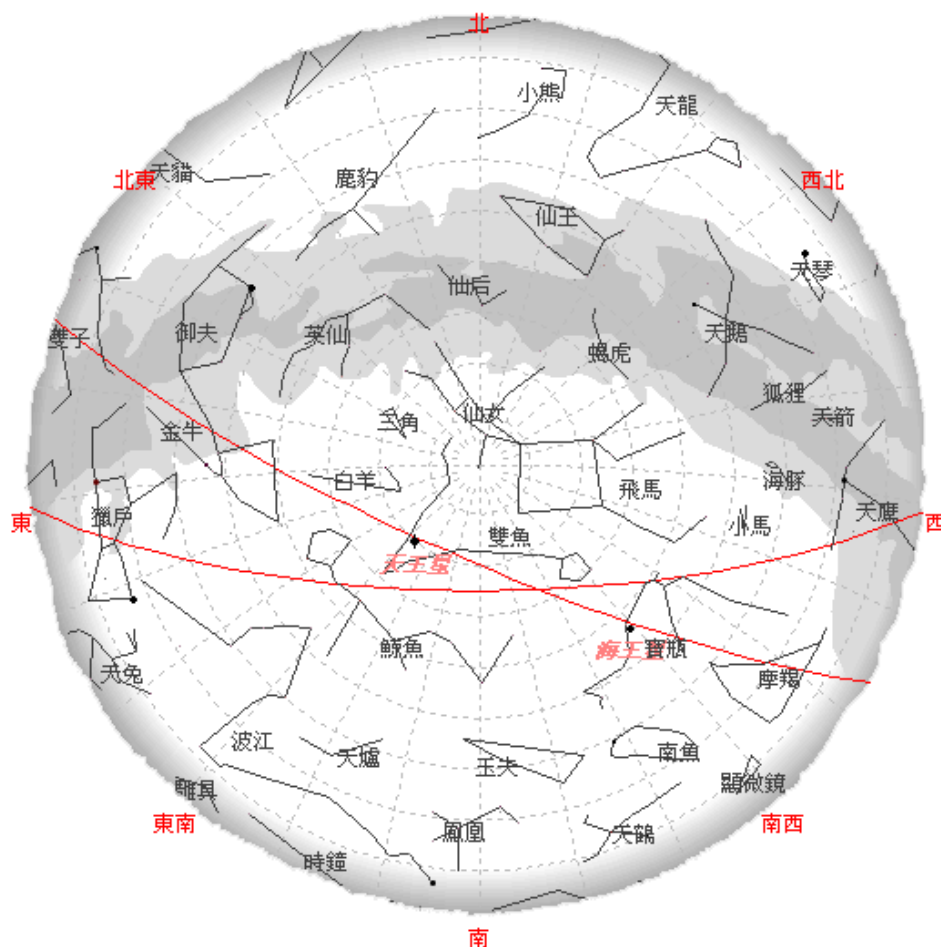 北
小熊
天龍
天貓
北東
鹿豹
西北
仙王
天琴
仙后
雙子
御夫
英仙
蝎虎
天鵝
狐狸
三角
仙女
天箭
金牛
白羊
飛馬
海豚
獵戶
天鷹
東
小馬
西
雙魚
天王星
鯨魚
海王星
寶瓶
天兔
摩羯
波江
天爐
玉夫
南魚
顯微鏡
雕具
東南
鳳凰
天鶴
南西
時鐘
南